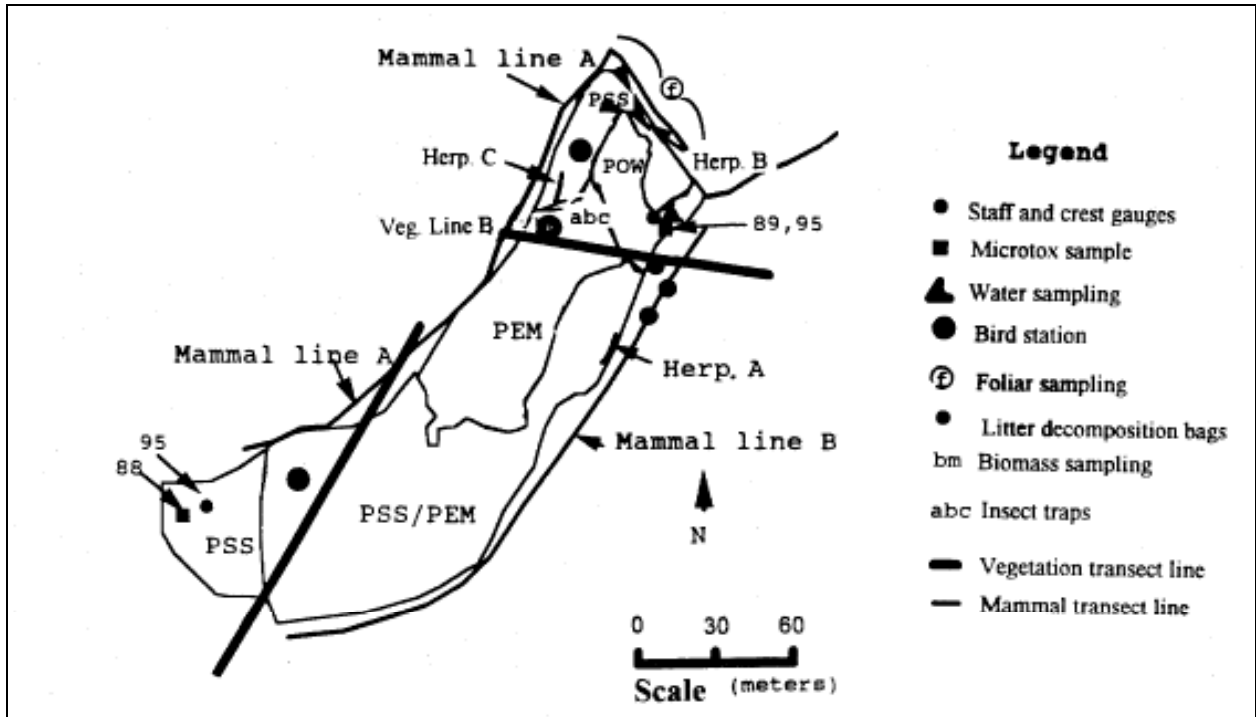 Mammal line A
PSS
f
Herp. C
POW
Herp. B
Veg. Line B
abc
89,95
PEM
Mammal line A
Herp. A
95
88
Mammal line B
PSS/PEM
PSS
N
0 30 60
Scale (meters)
Legend
Staff and crest gauges
Microtox sample
Water sampling
Bird station
f Foliar sampling
Litter decomposition bags
bm Biomass sampling
abc Insect traps
Vegetation transect line
Mammal transect line